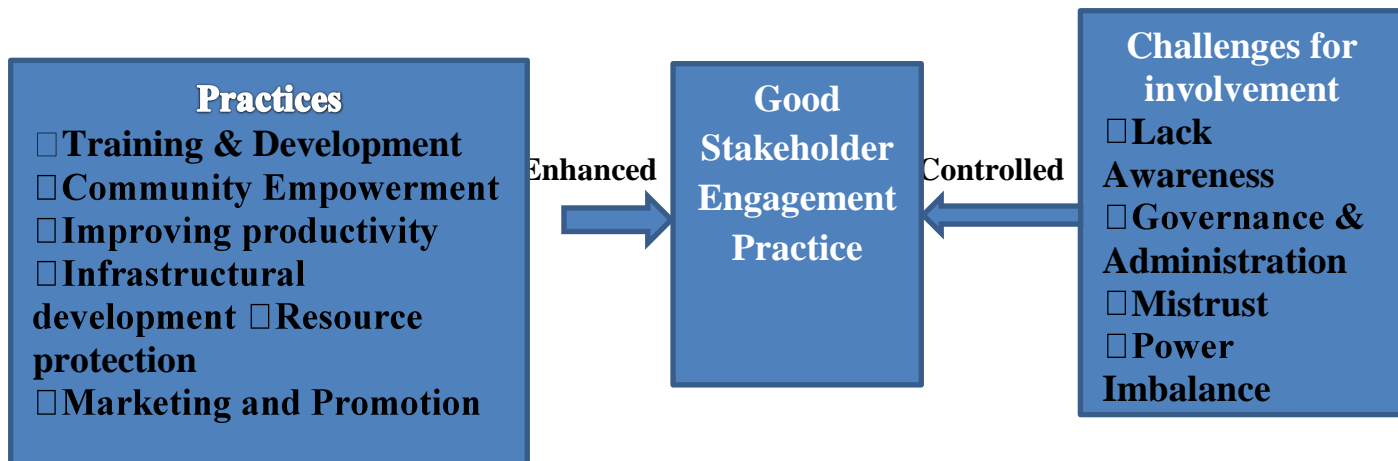 Practices
□Training & Development
□Community Empowerment
□Improving productivity
□Infrastructural
development □Resource
protection
□Marketing and Promotion
Enhanced
Good
Stakeholder
Engagement
Practice
Controlled
Challenges for
involvement
□Lack
Awareness
□Governance &
Administration
□Mistrust
□Power
Imbalance